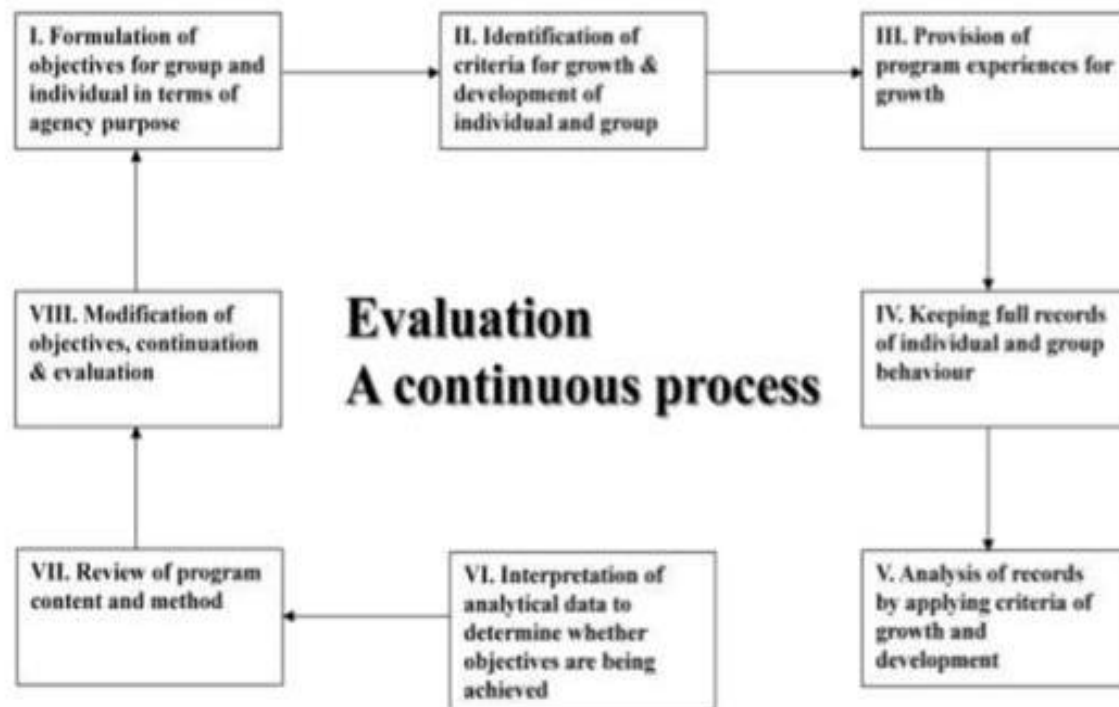 I. Formulation of
objectives for group and
individual in terms of
agency purpose
II. Identification of
criteria for growth &
development of
individual and group
III. Provision of
program experiences for
growth
IV. Keeping full records
of individual and group
behaviour
V. Analysis of records
by applying criteria of
growth and
development
VI. Interpretation of
analytical data to
determine whether
objectives are being
achieved
VII. Review of program
content and method
VIII. Modification of
objectives, continuation
& evaluation
Evaluation
A continuous process